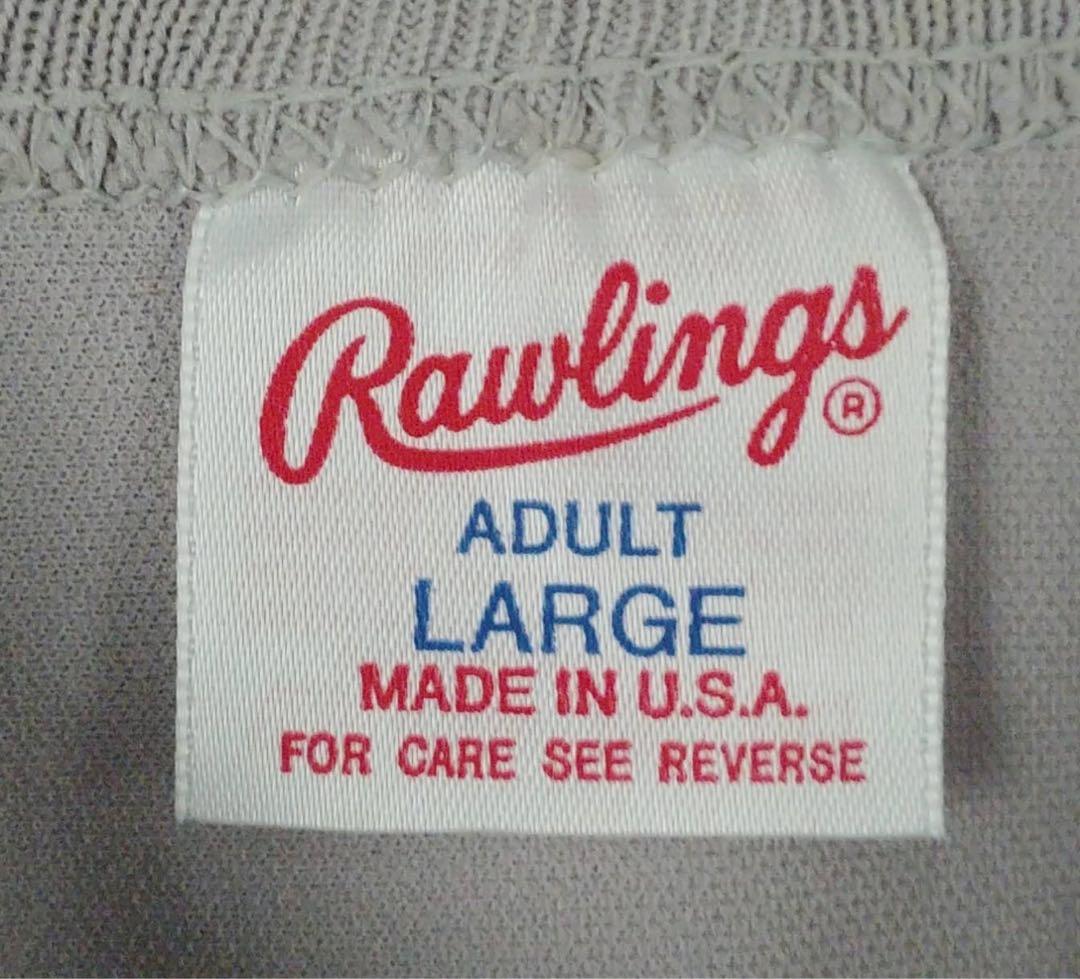 Rawlings®
ADULT
LARGE
MADE IN U.S.A.
FOR CARE SEE REVERSE